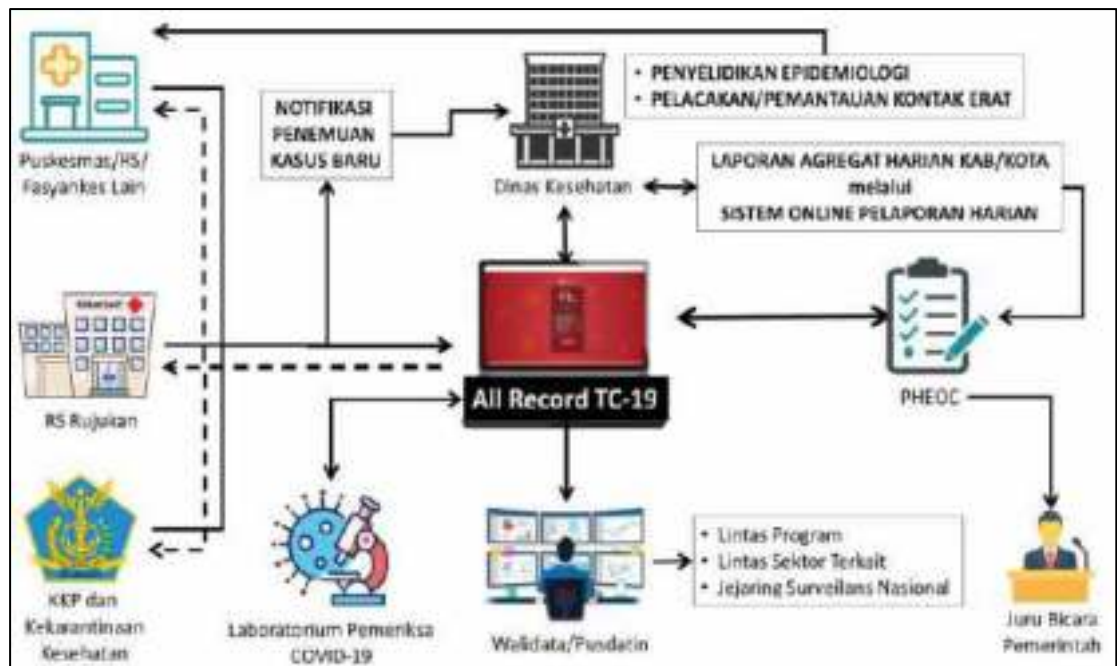 • PENYELIDIKAN EPIDEMIOLOGI
• PELACAKAN/PEMANTAUAN KONTAK ERAT
NOTIFIKASI
PENEMUAN
KASUS BARU
Puskesmas/RS/
Fasyankes Lain
Dinas Kesehatan
LAPORAN AGREGAT HARIAN KAB/KOTA
melalui
SISTEM ONLINE PELAPORAN HARIAN
RS Rujukan
All Record TC-19
PHEOC
KKP dan
Kekarantinaan
Kesehatan
Laboratorium Pemeriksa
COVID-19
Walidata/Pusdatin
• Lintas Program
• Lintas Sektor Terkait
• Jejaring Surveilans Nasional
Juru Bicara
Pemerintah